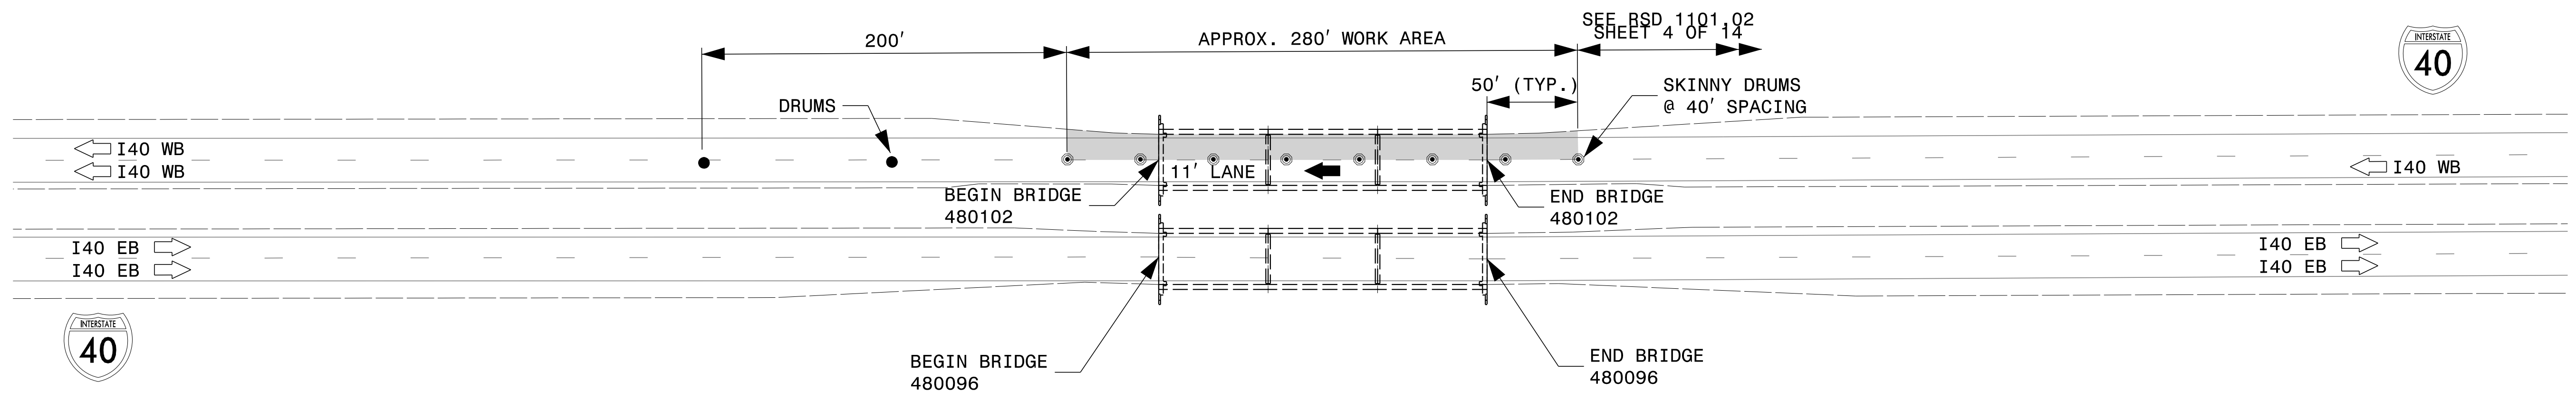 SEE RSD 1101.02
SHEET 4 OF 14
200'
APPROX. 280' WORK AREA
INTERSTATE
40
50' (TYP.)
SKINNY DRUMS
@ 40' SPACING
DRUMS
I40 WB
I40 WB
11' LANE
I40 WB
BEGIN BRIDGE
480102
END BRIDGE
480102
I40 EB
I40 EB
I40 EB
I40 EB
INTERSTATE
40
BEGIN BRIDGE
480096
END BRIDGE
480096